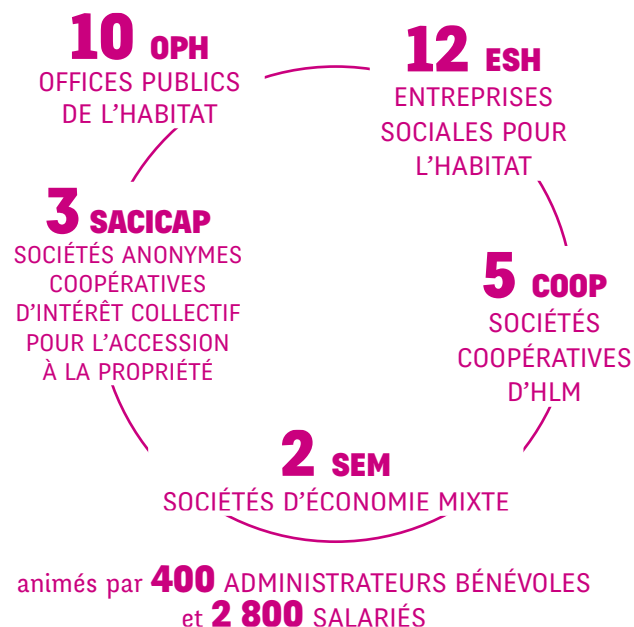 10 OPH
OFFICES PUBLICS
DE L’HABITAT
12 ESH
ENTREPRISES
SOCIALES POUR
L’HABITAT
3 SACICAP
SOCIÉTÉS ANONYMES
COOPÉRATIVES
D’INTÉRÊT COLLECTIF
POUR L’ACCESSION
À LA PROPRIÉTÉ
5 COOP
SOCIÉTÉS
COOPÉRATIVES
D’HLM
2 SEM
SOCIÉTÉS D’ÉCONOMIE MIXTE
animés par 400 ADMINISTRATEURS BÉNÉVOLES
et 2 800 SALARIÉS